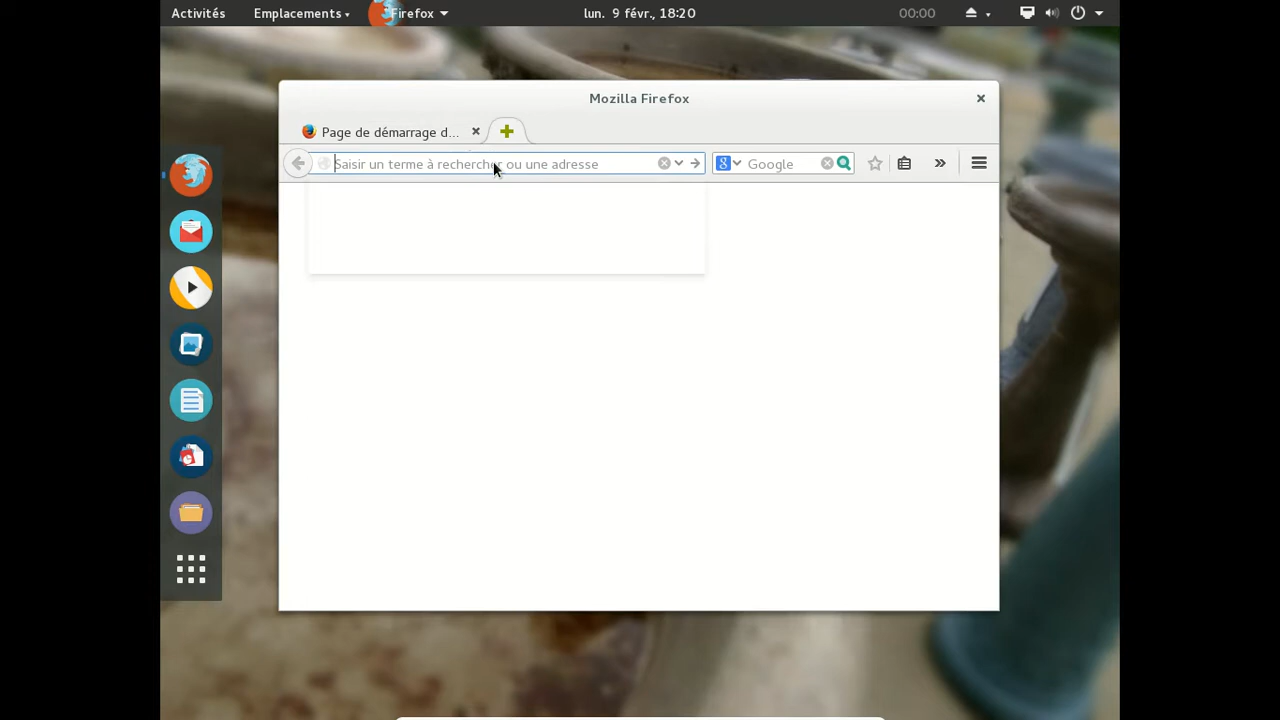 Activités Emplacements Firefox lun. 9 févr., 18:20 00:00
Mozilla Firefox
Page de démarrage d...
Saisir un terme à rechercher ou une adresse 8 Google